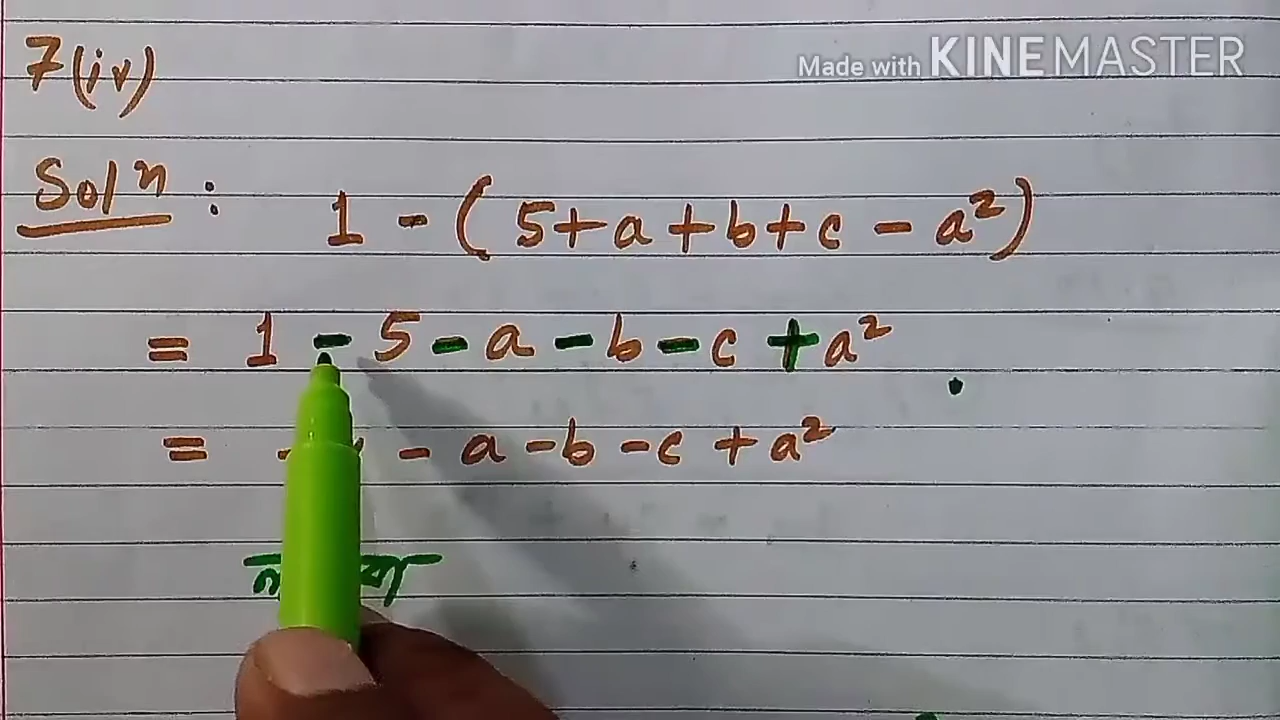 Made with KINEMASTER
7(iv)
Solⁿ : 1 - (5+a+b+c - a²)
= 1 - 5 - a - b - c + a²
= - - a - b - c + a²